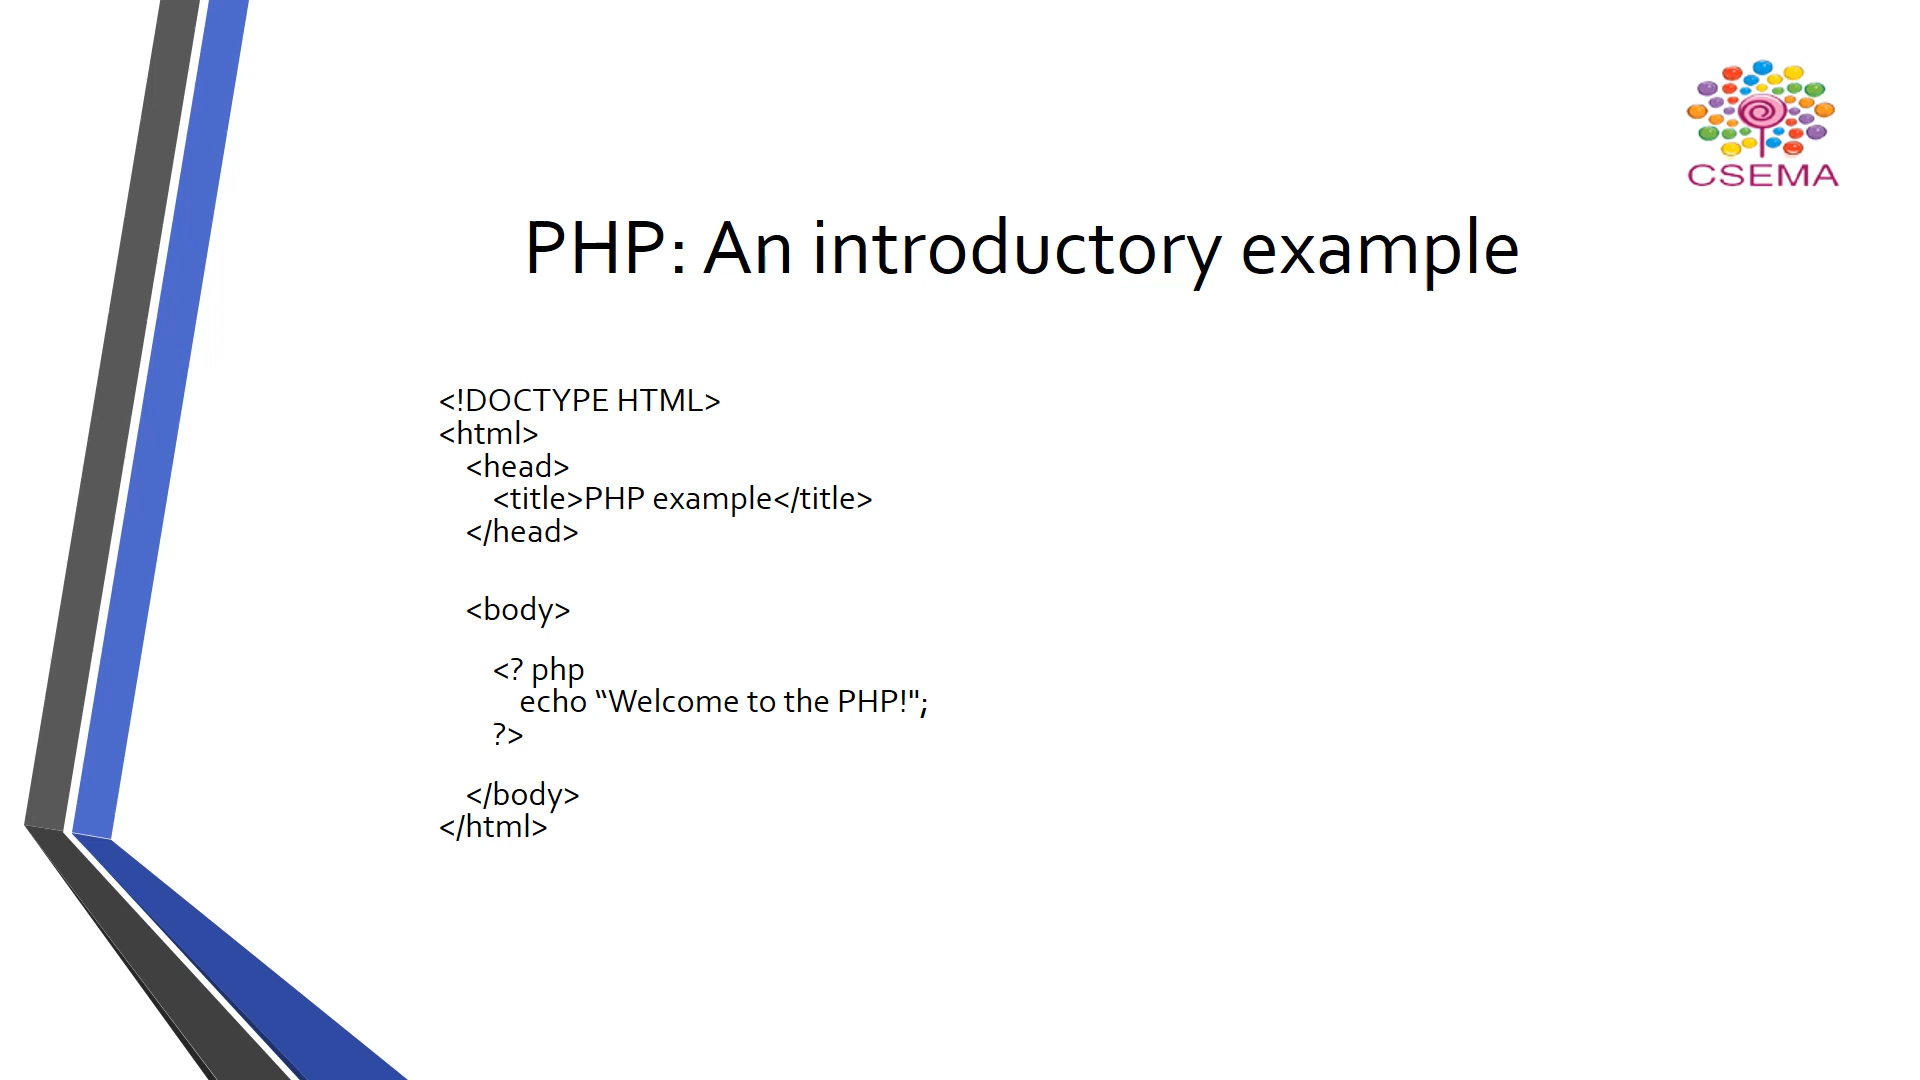 CSEMA
PHP: An introductory example
<!DOCTYPE HTML>
<html>
<head>
<title>PHP example</title>
</head>
<body>
<? php
echo “Welcome to the PHP!";
?>
</body>
</html>